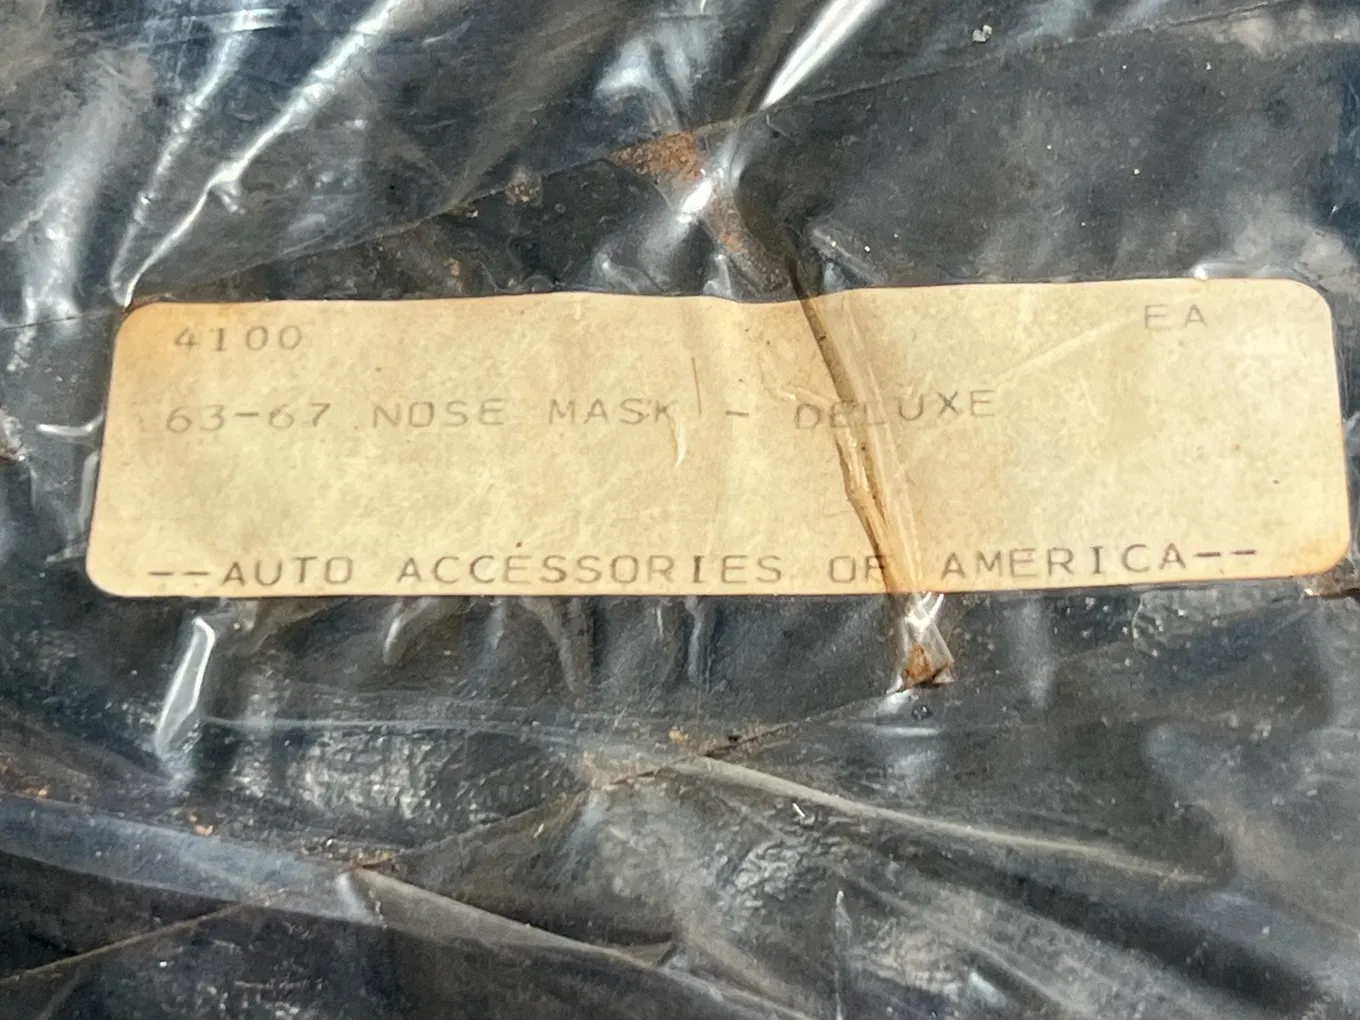 4100 EA
63-67 NOSE MASK - DELUXE
--AUTO ACCESSORIES OF AMERICA--